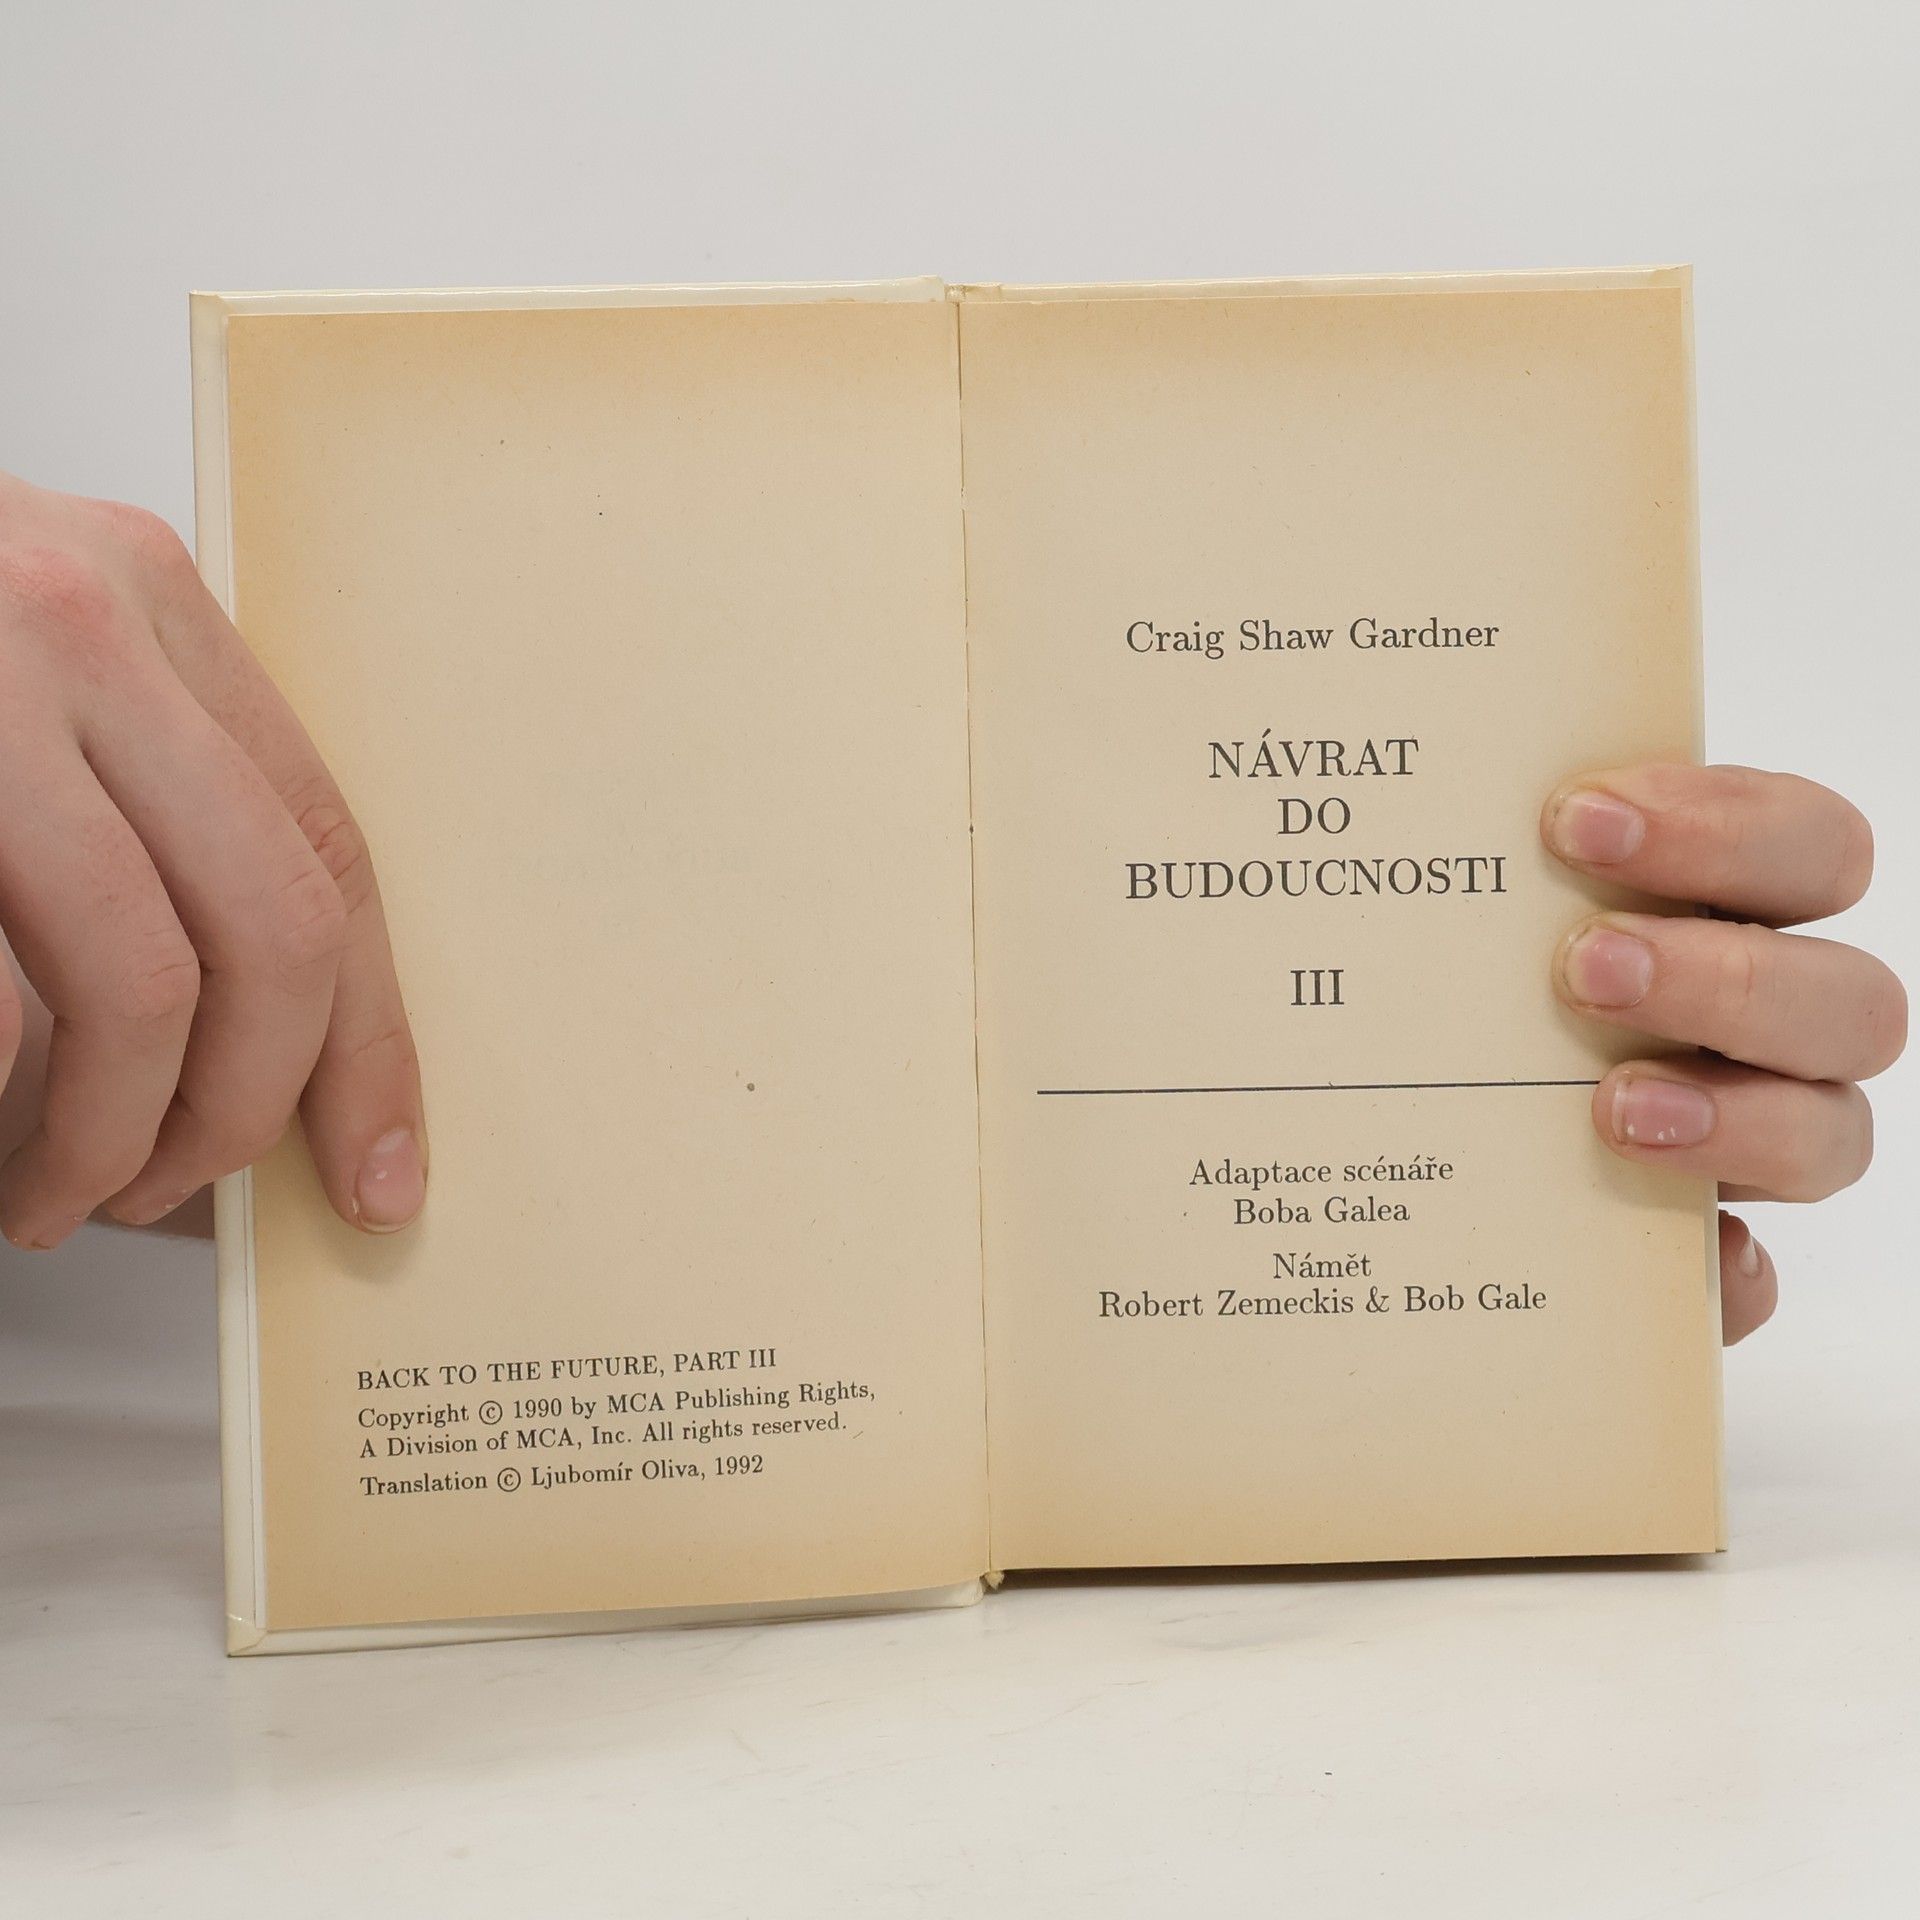 BACK TO THE FUTURE, PART III
Copyright © 1990 by MCA Publishing Rights,
A Division of MCA, Inc. All rights reserved.
Translation © Ljubomír Oliva, 1992
Craig Shaw Gardner
NÁVRAT
DO
BUDOUCNOSTI
III
Adaptace scénáře
Boba Galea
Námět
Robert Zemeckis & Bob Gale